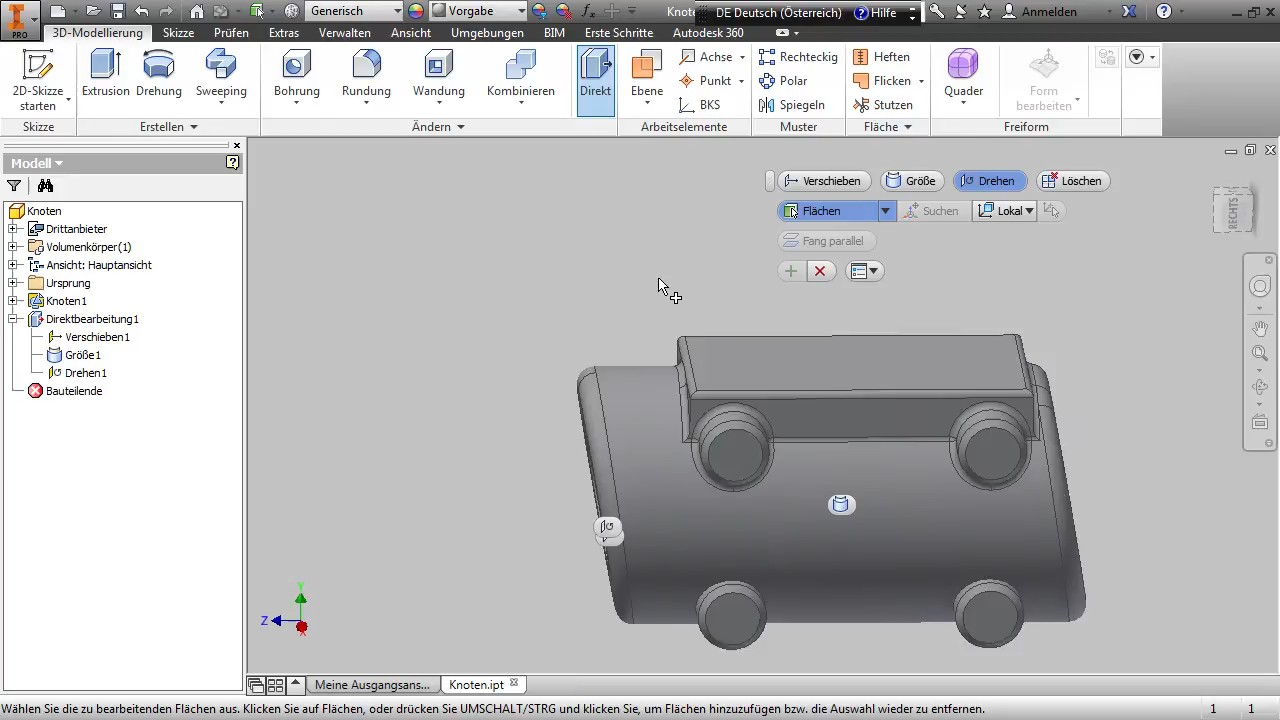 Generisch
Vorgabe
Knote
DE Deutsch (Österreich)
Hilfe
Anmelden
PRO
3D-Modellierung
Skizze
Prüfen
Extras
Verwalten
Ansicht
Umgebungen
BIM
Erste Schritte
Autodesk 360
2D-Skizze
starten
Extrusion
Drehung
Sweeping
Bohrung
Rundung
Wandung
Kombinieren
Direkt
Ebene
Achse
Punkt
BKS
Rechteckig
Polar
Spiegeln
Heften
Flicken
Stutzen
Quader
Form
bearbeiten
Skizze
Erstellen
Ändern
Arbeitselemente
Muster
Fläche
Freiform
Modell
Knoten
Drittanbieter
Volumenkörper(1)
Ansicht: Hauptansicht
Ursprung
Knoten1
Direktbearbeitung1
Verschieben1
Größe1
Drehen1
Bauteilende
Verschieben
Größe
Drehen
Löschen
Flächen
Suchen
Lokal
Fang parallel
RECHTS
Y
Z
X
Meine Ausgangsans...
Knoten.ipt
Wählen Sie die zu bearbeitenden Flächen aus. Klicken Sie auf Flächen, oder drücken Sie UMSCHALT/STRG und klicken Sie, um Flächen hinzuzufügen bzw. die Auswahl wieder zu entfernen.
1
1